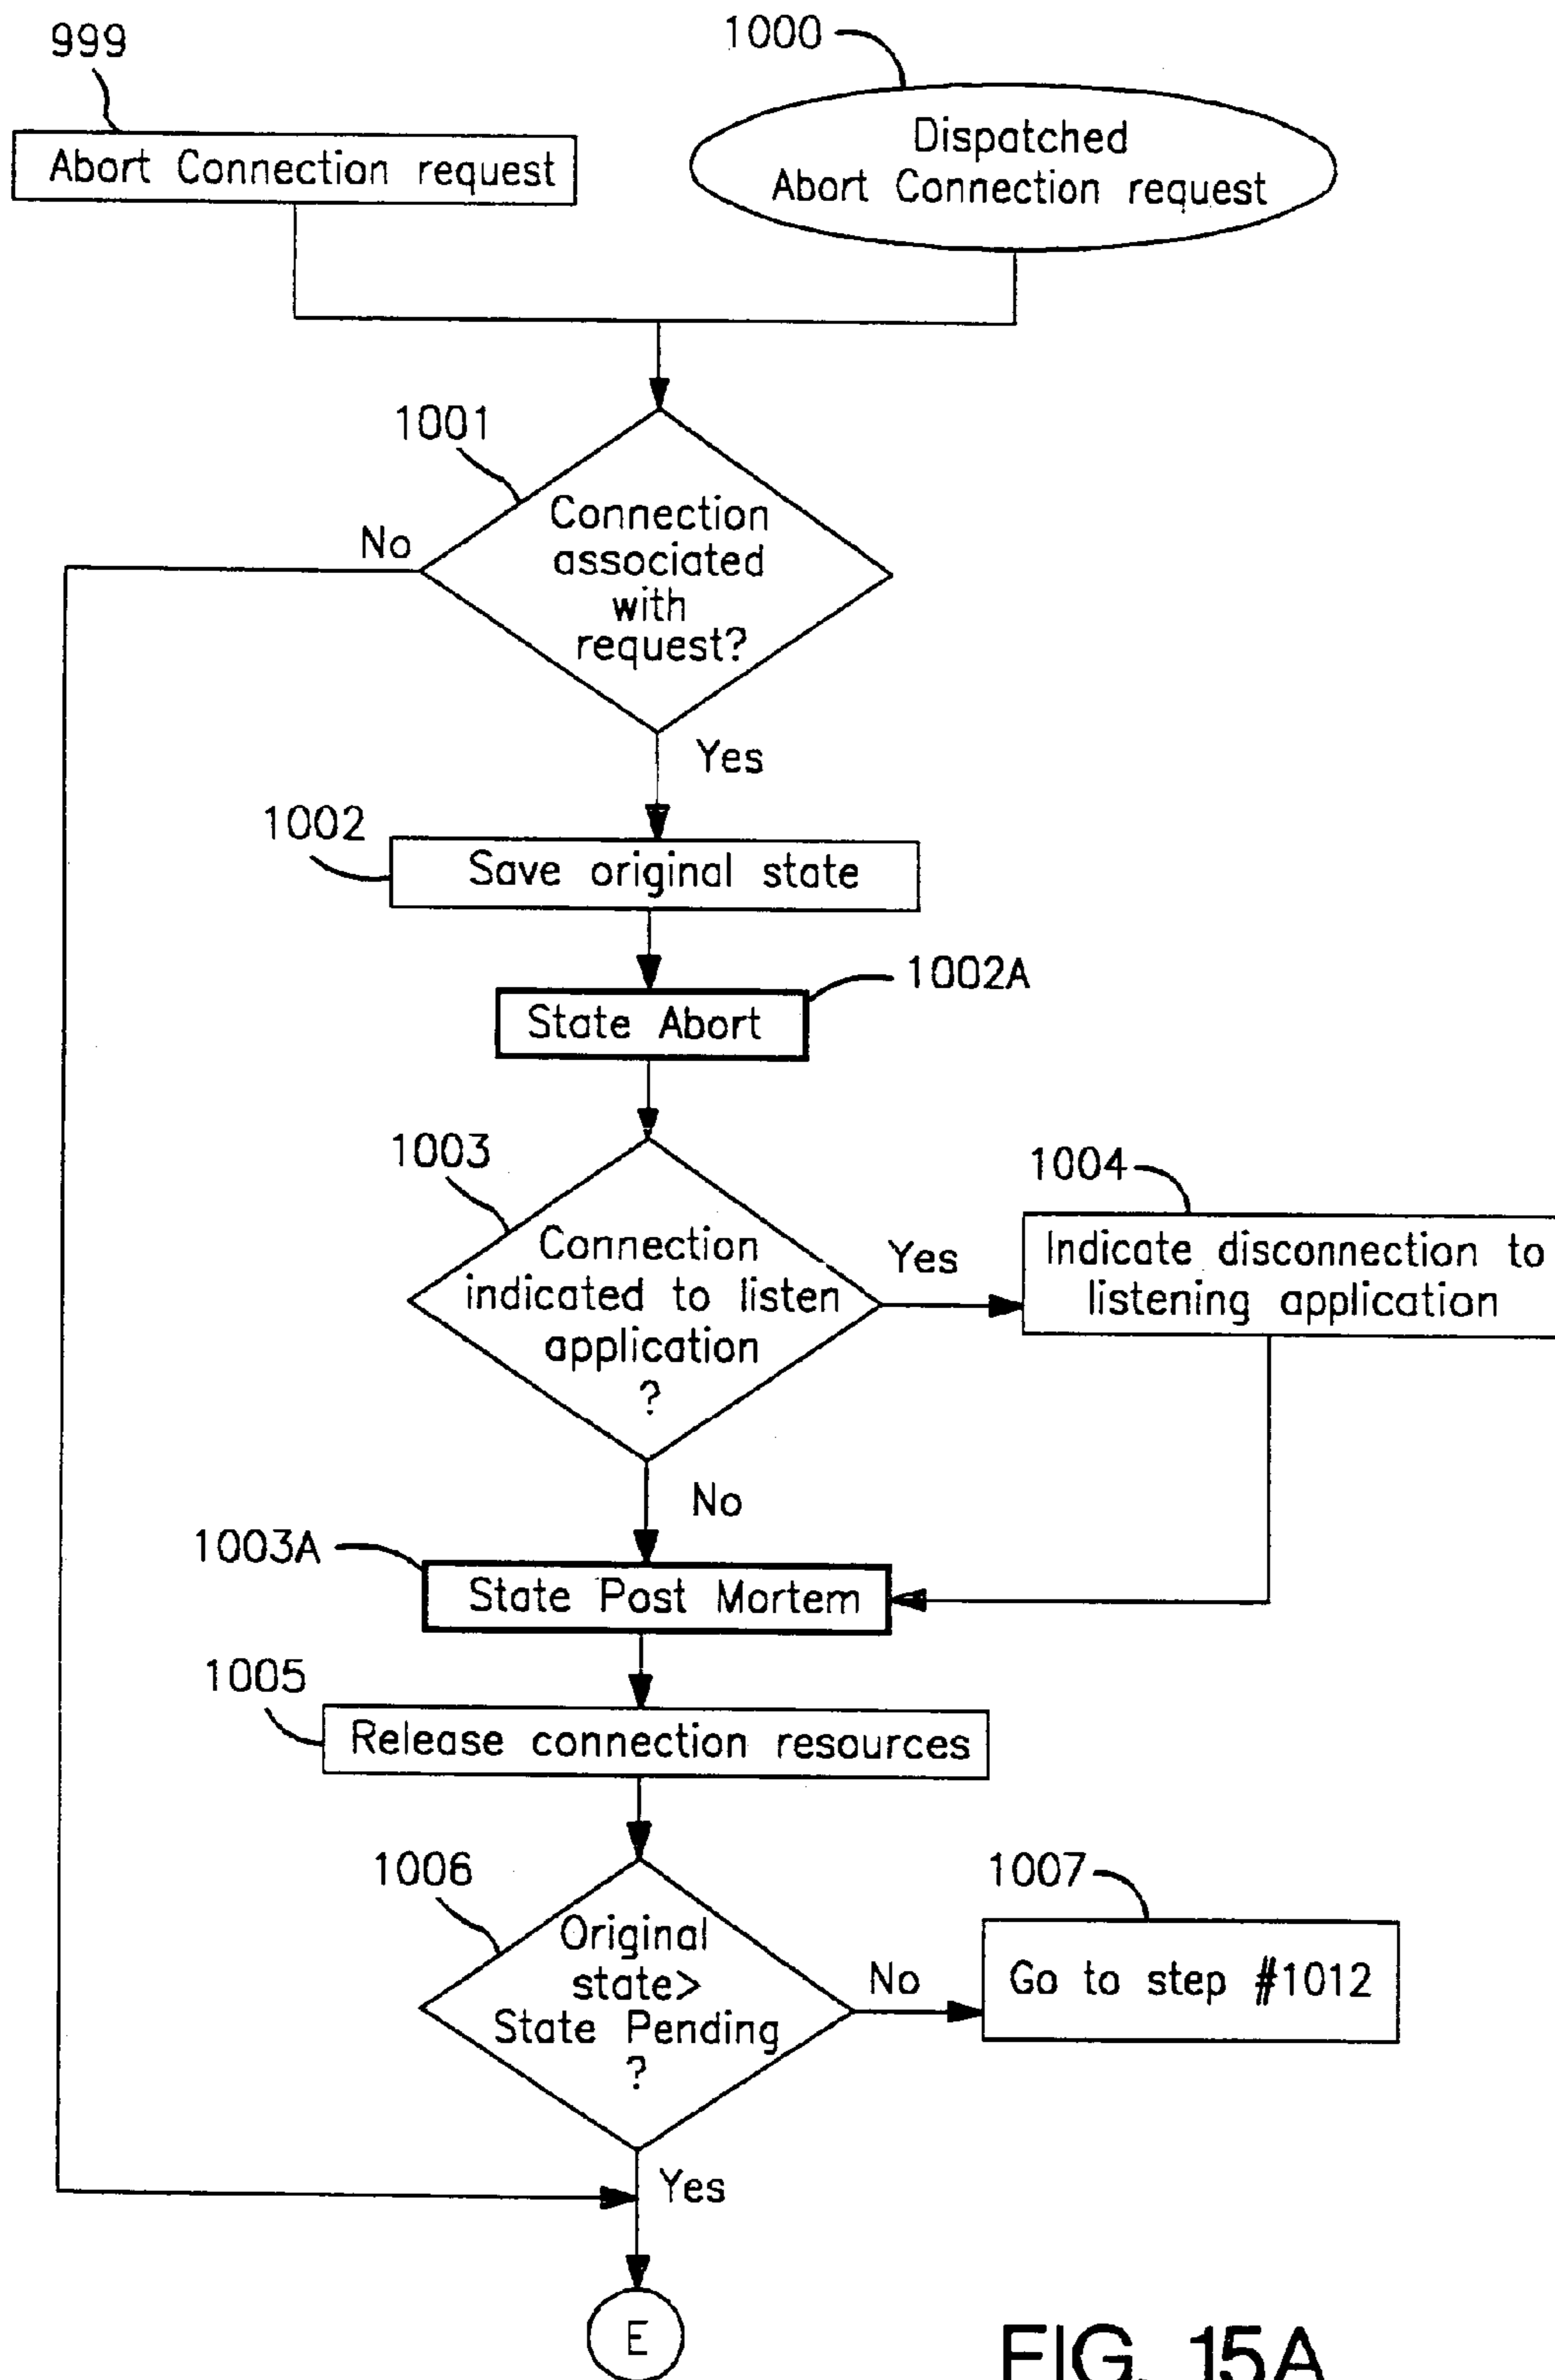 999
1000
Abort Connection request
Dispatched
Abort Connection request
1001
Connection
associated
with
request?
No
Yes
1002
Save original state
1002A
State Abort
1003
Connection
indicated to listen
application
?
Yes
1004
Indicate disconnection to
listening application
No
1003A
State Post Mortem
1005
Release connection resources
1006
Original
state>
State Pending
?
No
1007
Go to step #1012
Yes
E
FIG. 15A